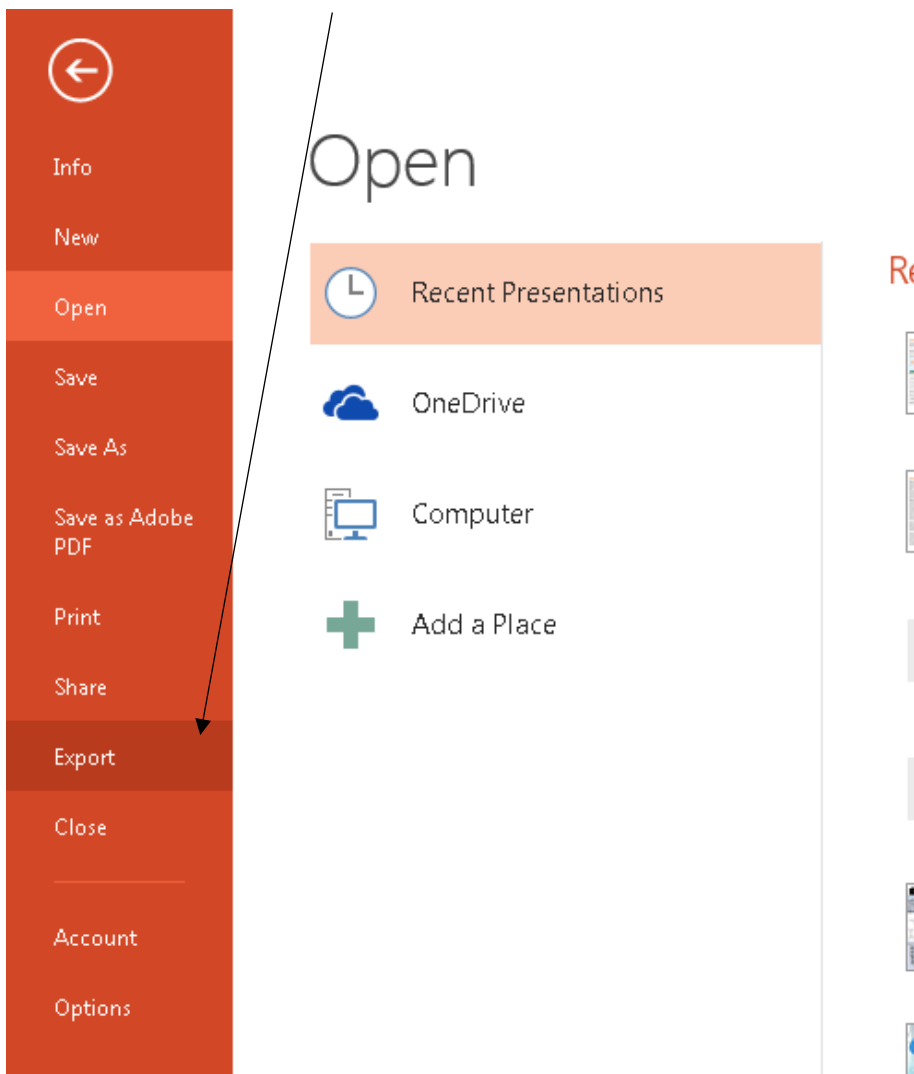 Info
New
Open
Save
Save As
Save as Adobe
PDF
Print
Share
Export
Close
Account
Options
Open
Recent Presentations
OneDrive
Computer
Add a Place
Re